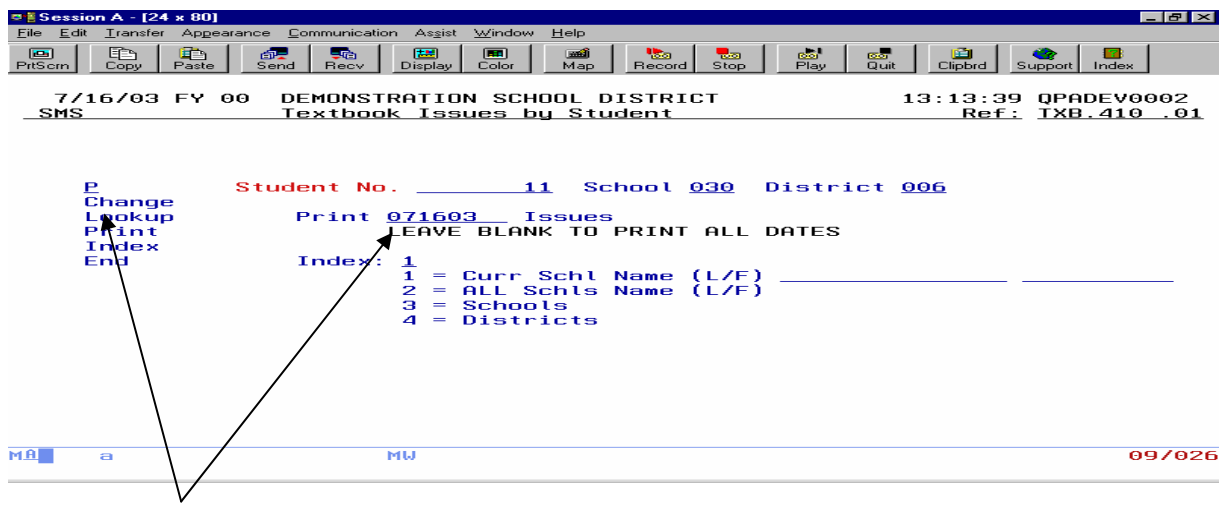 Session A - [24 x 80]
File Edit Transfer Appearance Communication Assist Window Help
PrtScrn Copy Paste Send Recv Display Color Map Record Stop Play Quit Clipbrd Support Index
7/16/03 FY 00 DEMONSTRATION SCHOOL DISTRICT 13:13:39 QPADEV0002
SMS Textbook Issues by Student Ref: TXB.410 .01
P Student No. 11 School 030 District 006
Change
Lookup Print 071603 Issues
Print LEAVE BLANK TO PRINT ALL DATES
Index
End Index: 1
1 = Curr Schl Name (L/F)
2 = ALL Schls Name (L/F)
3 = Schools
4 = Districts
MA a MW 09/026